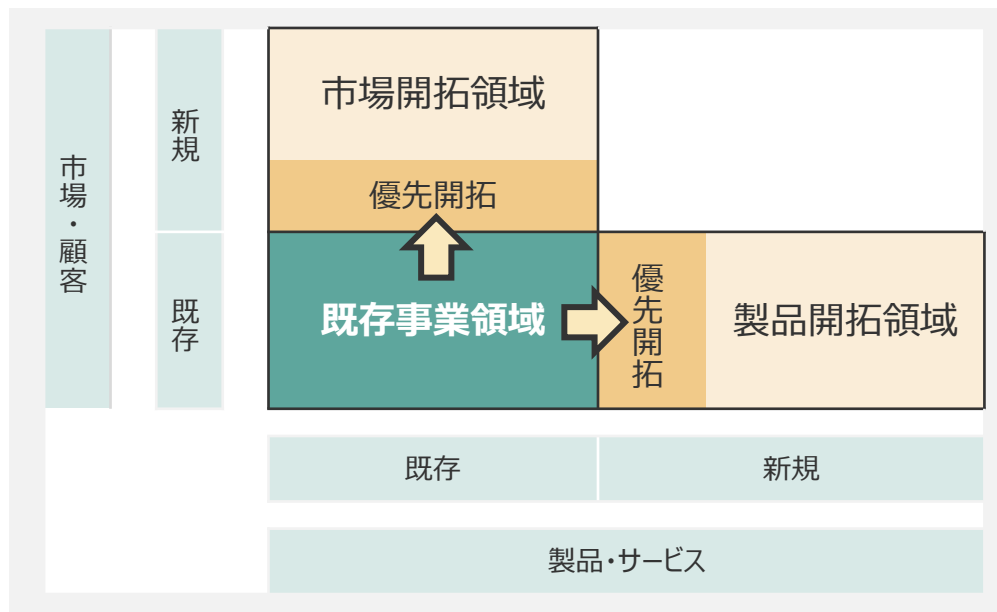 市場・顧客
新規
既存
市場開拓領域
優先開拓
既存事業領域
優先開拓
製品開拓領域
既存
新規
製品・サービス